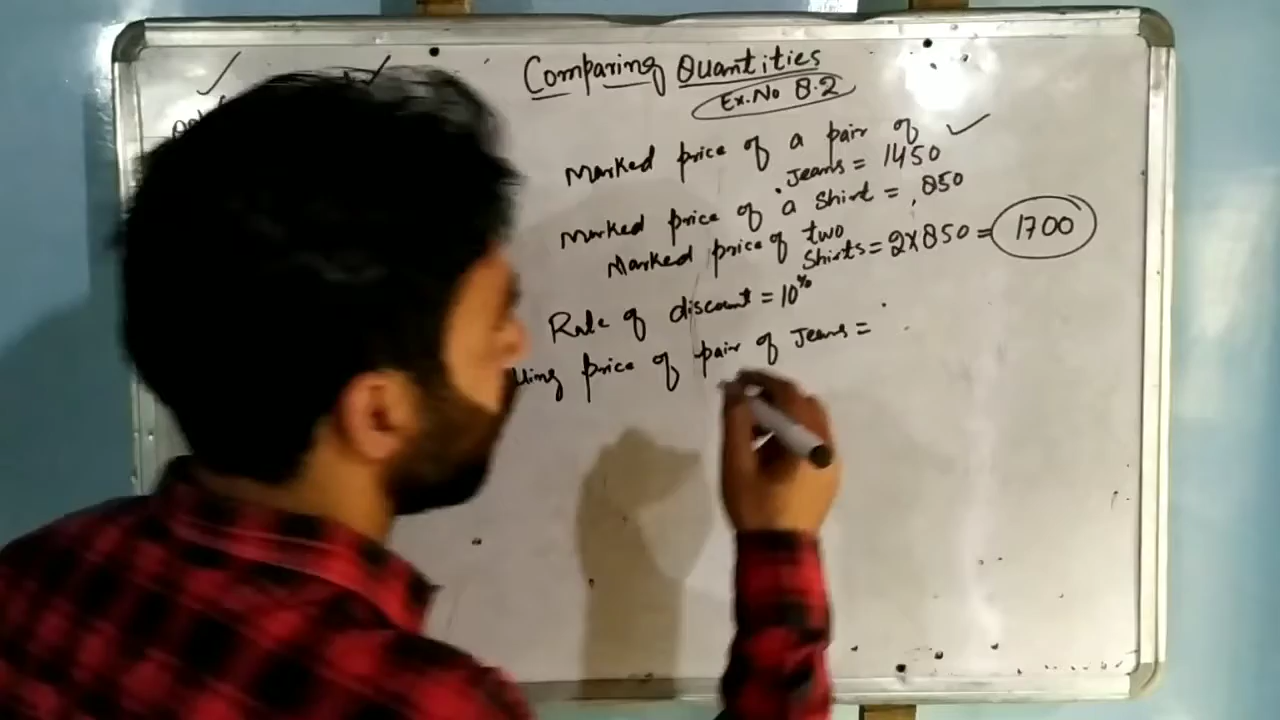 Comparing Quantities
Ex.No 8.2
Marked price of a pair of
Jeans = 1450
Marked price of a shirt = 850
Marked price of two
Shirts = 2x850 = 1700
Rate of discount = 10%
price of pair of Jeans =